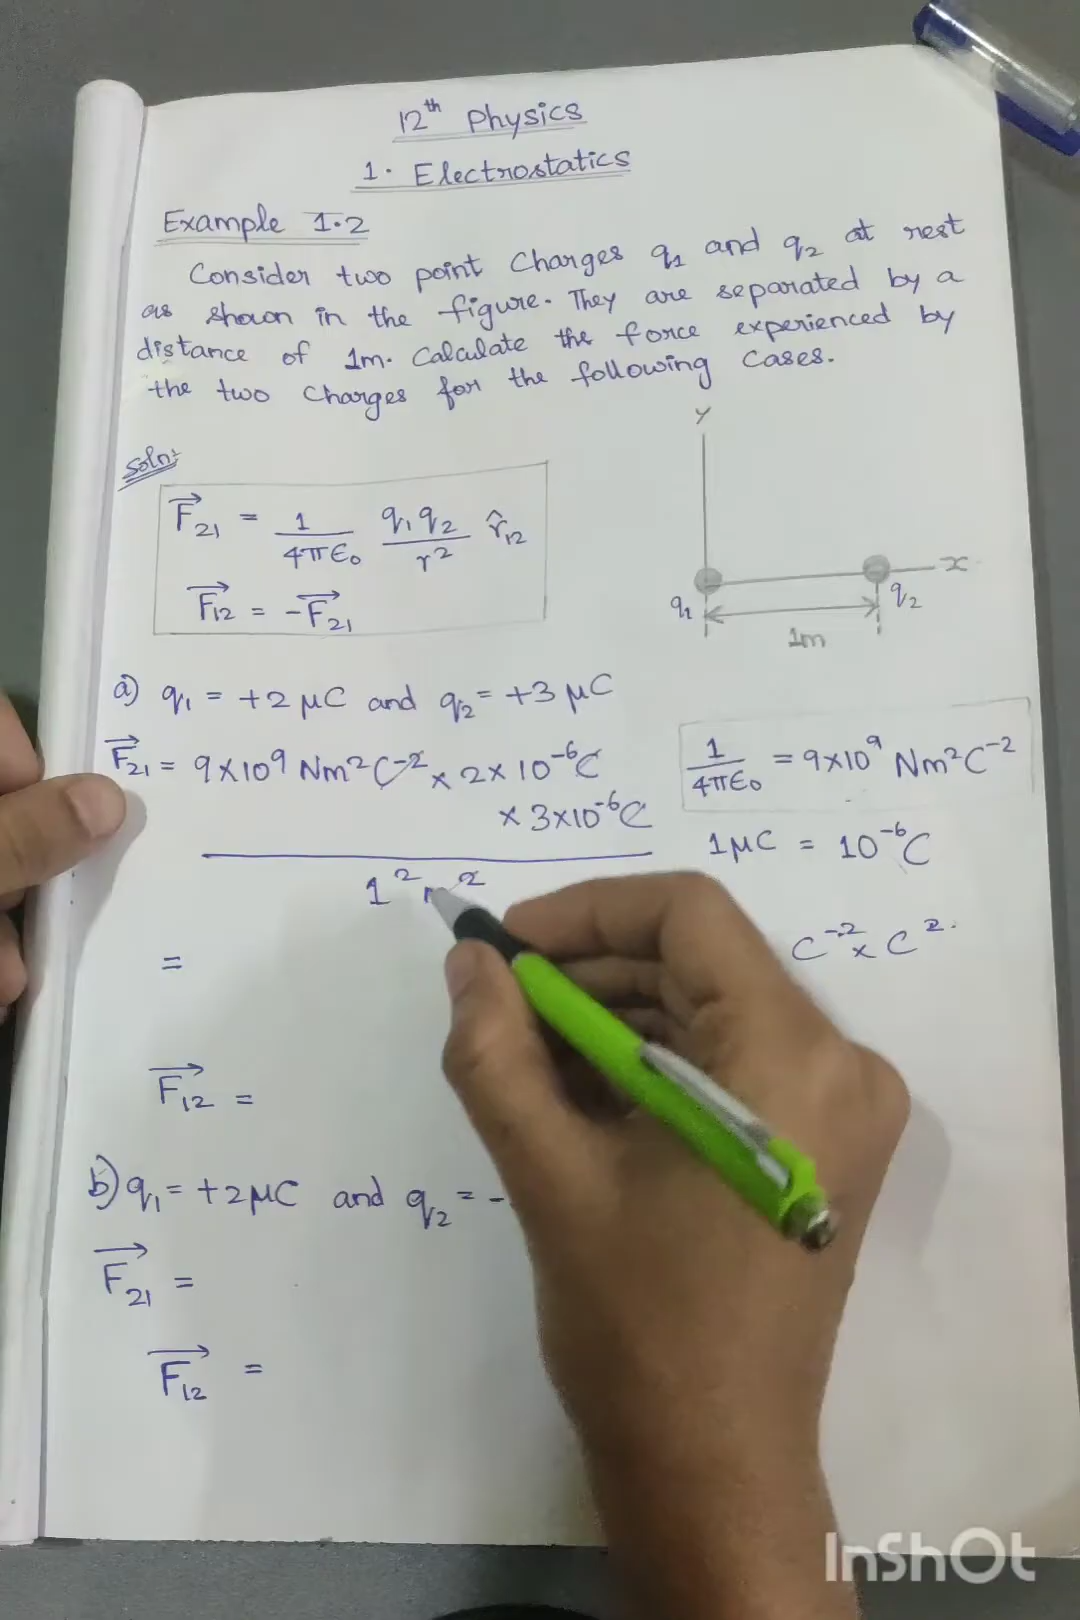 12th Physics
1. Electrostatics
Example 1.2
Consider two point Charges q1 and q2 at rest
as shown in the figure. They are separated by a
distance of 1m. Calculate the force experienced by
the two Charges for the following cases.
Soln:
F⃗21 = 1/4πϵ0 q1q2/r² r̂12
F⃗12 = -F⃗21
Y
x
q1
q2
1m
a) q1 = +2 μC and q2 = +3 μC
F⃗21 = 9×10⁹ Nm²C⁻² × 2×10⁻⁶C
× 3×10⁻⁶C
1² 2
=
1/4πϵ0 = 9×10⁹ Nm²C⁻²
1μC = 10⁻⁶C
C⁻² × C²
F⃗12 =
b) q1 = +2μC and q2 = -
F⃗21 =
F⃗12 =
InShOt